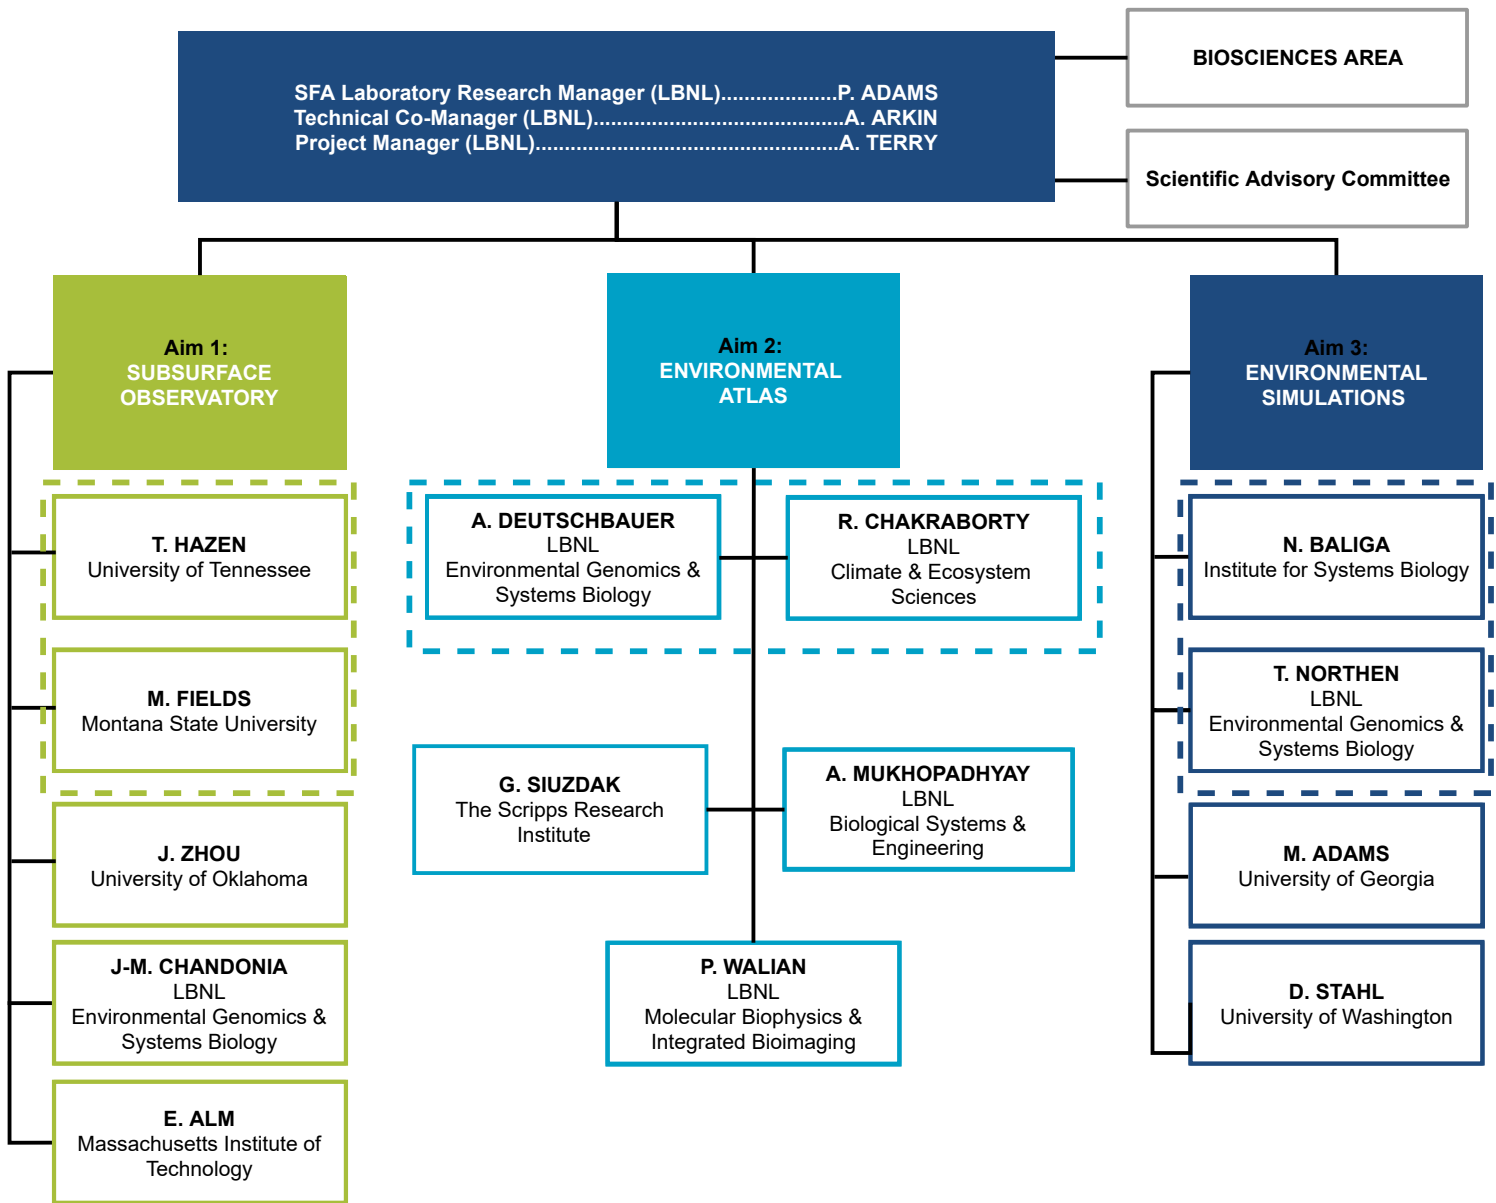 BIOSCIENCES AREA
SFA Laboratory Research Manager (LBNL)....................P. ADAMS
Technical Co-Manager (LBNL)...........................................A. ARKIN
Project Manager (LBNL)....................................................A. TERRY
Scientific Advisory Committee
Aim 1:
SUBSURFACE
OBSERVATORY
T. HAZEN
University of Tennessee
M. FIELDS
Montana State University
J. ZHOU
University of Oklahoma
J-M. CHANDONIA
LBNL
Environmental Genomics &
Systems Biology
E. ALM
Massachusetts Institute of
Technology
Aim 2:
ENVIRONMENTAL
ATLAS
A. DEUTSCHBAUER
LBNL
Environmental Genomics &
Systems Biology
R. CHAKRABORTY
LBNL
Climate & Ecosystem
Sciences
G. SIUZDAK
The Scripps Research
Institute
A. MUKHOPADHYAY
LBNL
Biological Systems &
Engineering
P. WALIAN
LBNL
Molecular Biophysics &
Integrated Bioimaging
Aim 3:
ENVIRONMENTAL
SIMULATIONS
N. BALIGA
Institute for Systems Biology
T. NORTHEN
LBNL
Environmental Genomics &
Systems Biology
M. ADAMS
University of Georgia
D. STAHL
University of Washington